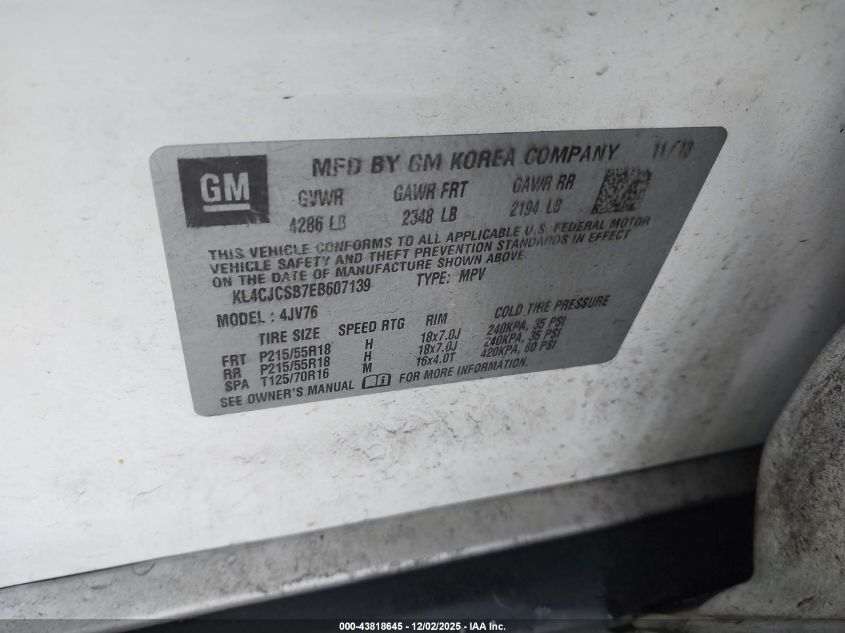 GM
MFD BY GM KOREA COMPANY 11/13
GVWR GAWR FRT GAWR RR
4286 LB 2348 LB 2194 LB
THIS VEHICLE CONFORMS TO ALL APPLICABLE U.S. FEDERAL MOTOR
VEHICLE SAFETY AND THEFT PREVENTION STANDARDS IN EFFECT
ON THE DATE OF MANUFACTURE SHOWN ABOVE.
KL4CJCSB7EB607139 TYPE: MPV
MODEL : 4JV76
TIRE SIZE SPEED RTG RIM COLD TIRE PRESSURE
FRT P215/55R18 H 18x7.0J 240KPA, 35 PSI
RR P215/55R18 H 18x7.0J 240KPA, 35 PSI
SPA T125/70R16 M 16x4.0T 420KPA, 60 PSI
SEE OWNER'S MANUAL FOR MORE INFORMATION.
000-43818645 - 12/02/2025 - IAA Inc.